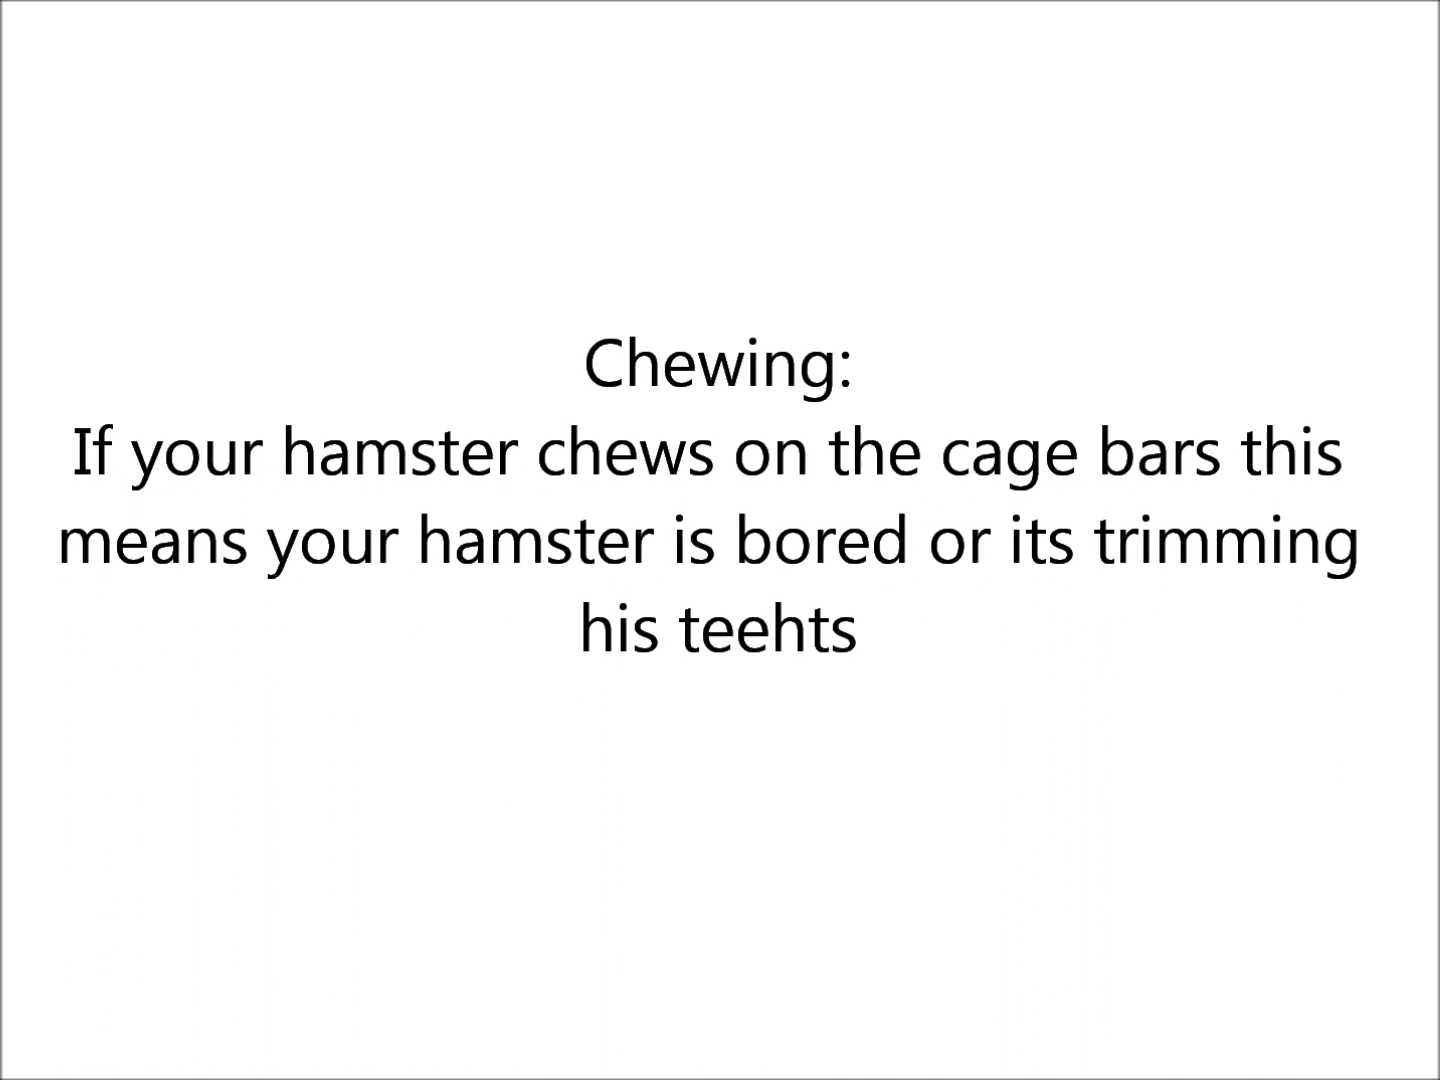 Chewing:
If your hamster chews on the cage bars this
means your hamster is bored or its trimming
his teehts